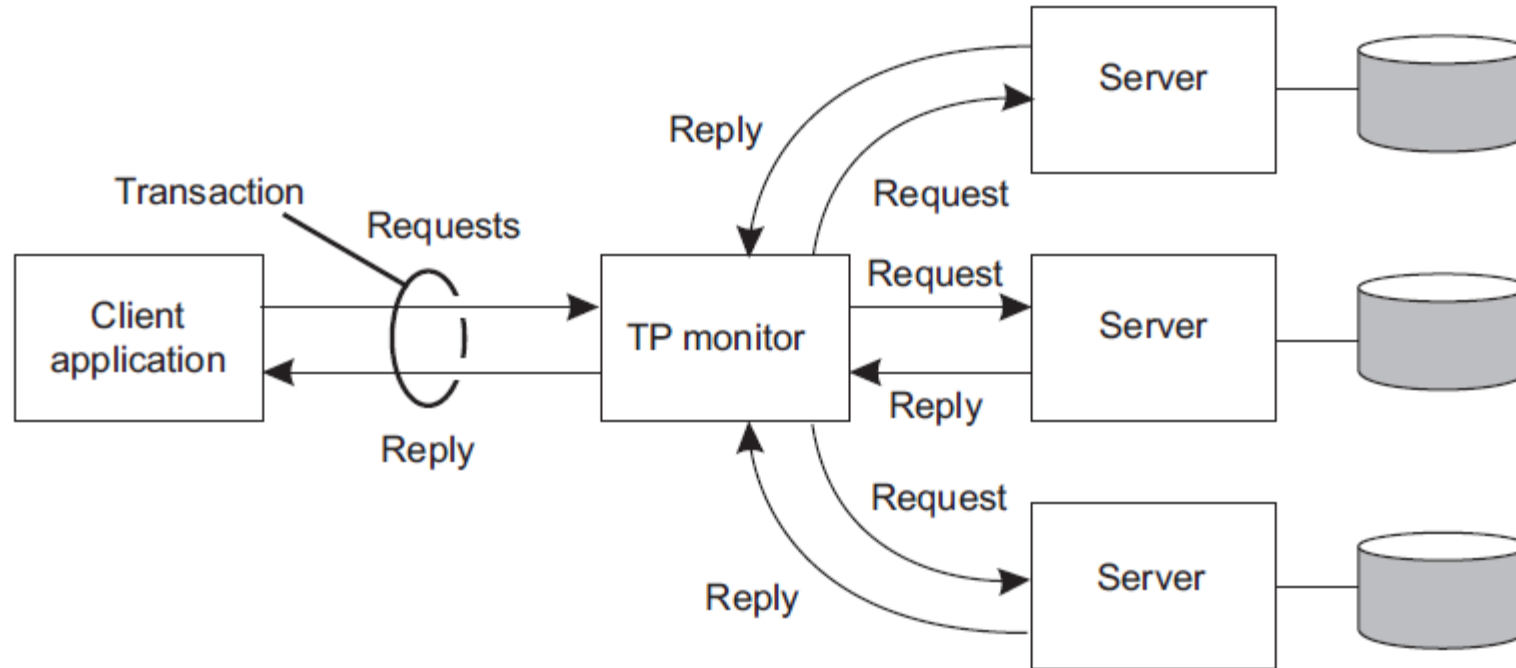 Server
Reply
Transaction
Request
Requests
Request
Client
application
TP monitor
Server
Reply
Reply
Request
Server
Reply